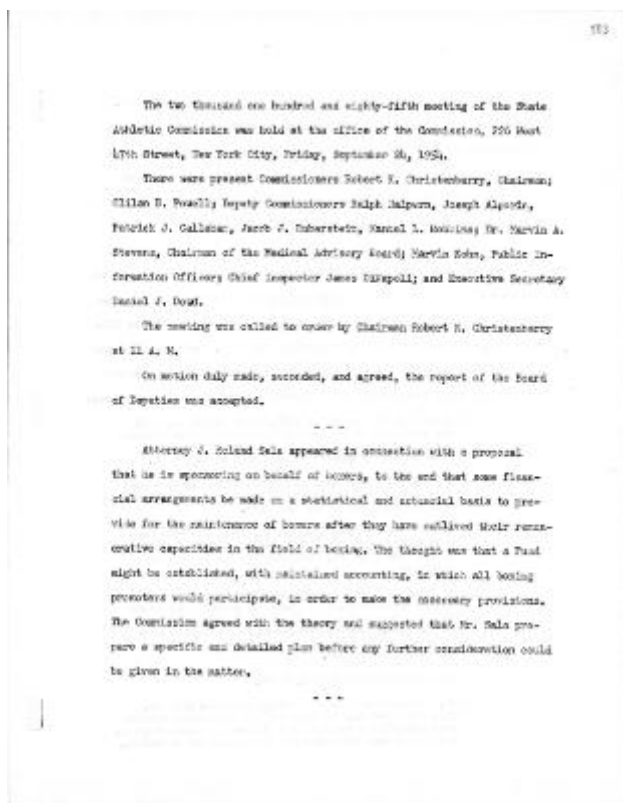 The two thousand one hundred and eighty-fifth meeting of the State
Athletic Commission was held at the office of the Commission, 226 West
47th Street, New York City, Friday, September 24, 1954.
There were present Commissioners Robert K. Christenberry, Chairman;
Clilan B. Powell; Deputy Commissioners Ralph Halpern, Joseph
Patrick J. Callahan, Jacob J. Duberstein, L. Dr. Marvin A.
Stevens, Chairman of the Medical Advisory Board; Marvin Kohn, Public In-
formation Officer; Chief Inspector James DiNapoli; and Executive Secretary
Daniel J. Dowd.
The meeting was called to order by Chairman Robert K. Christenberry
at 11 A. M.
On motion duly made, seconded, and agreed, the report of the Board
of Deputies was accepted.
- - -
Attorney J. Roland Sala appeared in connection with a proposal
that he is sponsoring on behalf of boxers, to the end that some finan-
cial arrangements be made on a statistical and actuarial basis to pro-
vide for the maintenance of boxers after they have outlived their remun-
erative capacities in the field of boxing. The thought was that a Fund
might be established, with maintained accounting, in which all boxing
promoters would participate, in order to make the necessary provisions.
The Commission agreed with the theory and suggested that Mr. Sala pre-
pare a specific and detailed plan before any further consideration could
be given in the matter.
- - -